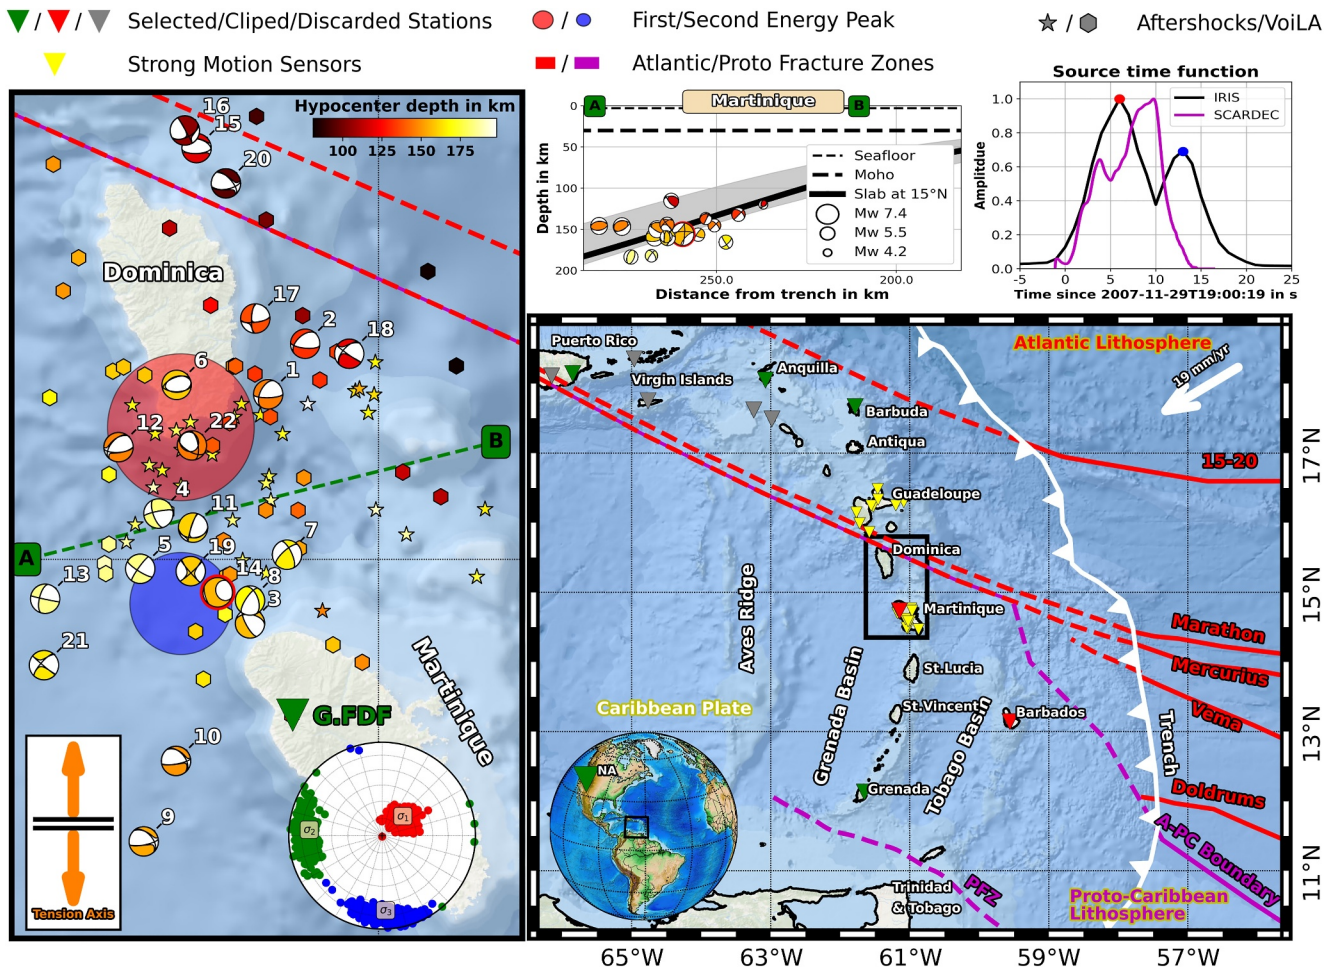 / / Selected/Cliped/Discarded Stations
/ First/Second Energy Peak
/ Aftershocks/VoiLA
Strong Motion Sensors
/ Atlantic/Proto Fracture Zones
16
15
20
Hypocenter depth in km
100 125 150 175
Dominica
17
2
18
6
1
12
22
B
4
11
7
A
5
19
13
14
8
3
21
G.FDF
Martinique
10
9
Tension Axis
σ1
σ2
σ3
A
Martinique
B
0
50
100
150
200
Depth in km
Seafloor
Moho
Slab at 15°N
Mw 7.4
Mw 5.5
Mw 4.2
250.0 200.0
Distance from trench in km
Source time function
1.0
0.8
0.6
0.4
0.2
0.0
Amplitdue
IRIS
SCARDEC
-5 0 5 10 15 20 25
Time since 2007-11-29T19:00:19 in s
Puerto Rico
Virgin Islands
Anquilla
Barbuda
Antiqua
Guadeloupe
Dominica
Martinique
St.Lucia
St.Vincent
Barbados
Grenada
Trinidad
& Tobago
Atlantic Lithosphere
19 mm/yr
15-20
Marathon
Mercurius
Vema
Doldrums
A-PC Boundary
Trench
Proto-Caribbean
Lithosphere
PFZ
Aves Ridge
Grenada Basin
Tobago Basin
Caribbean Plate
NA
17°N
15°N
13°N
11°N
65°W 63°W 61°W 59°W 57°W